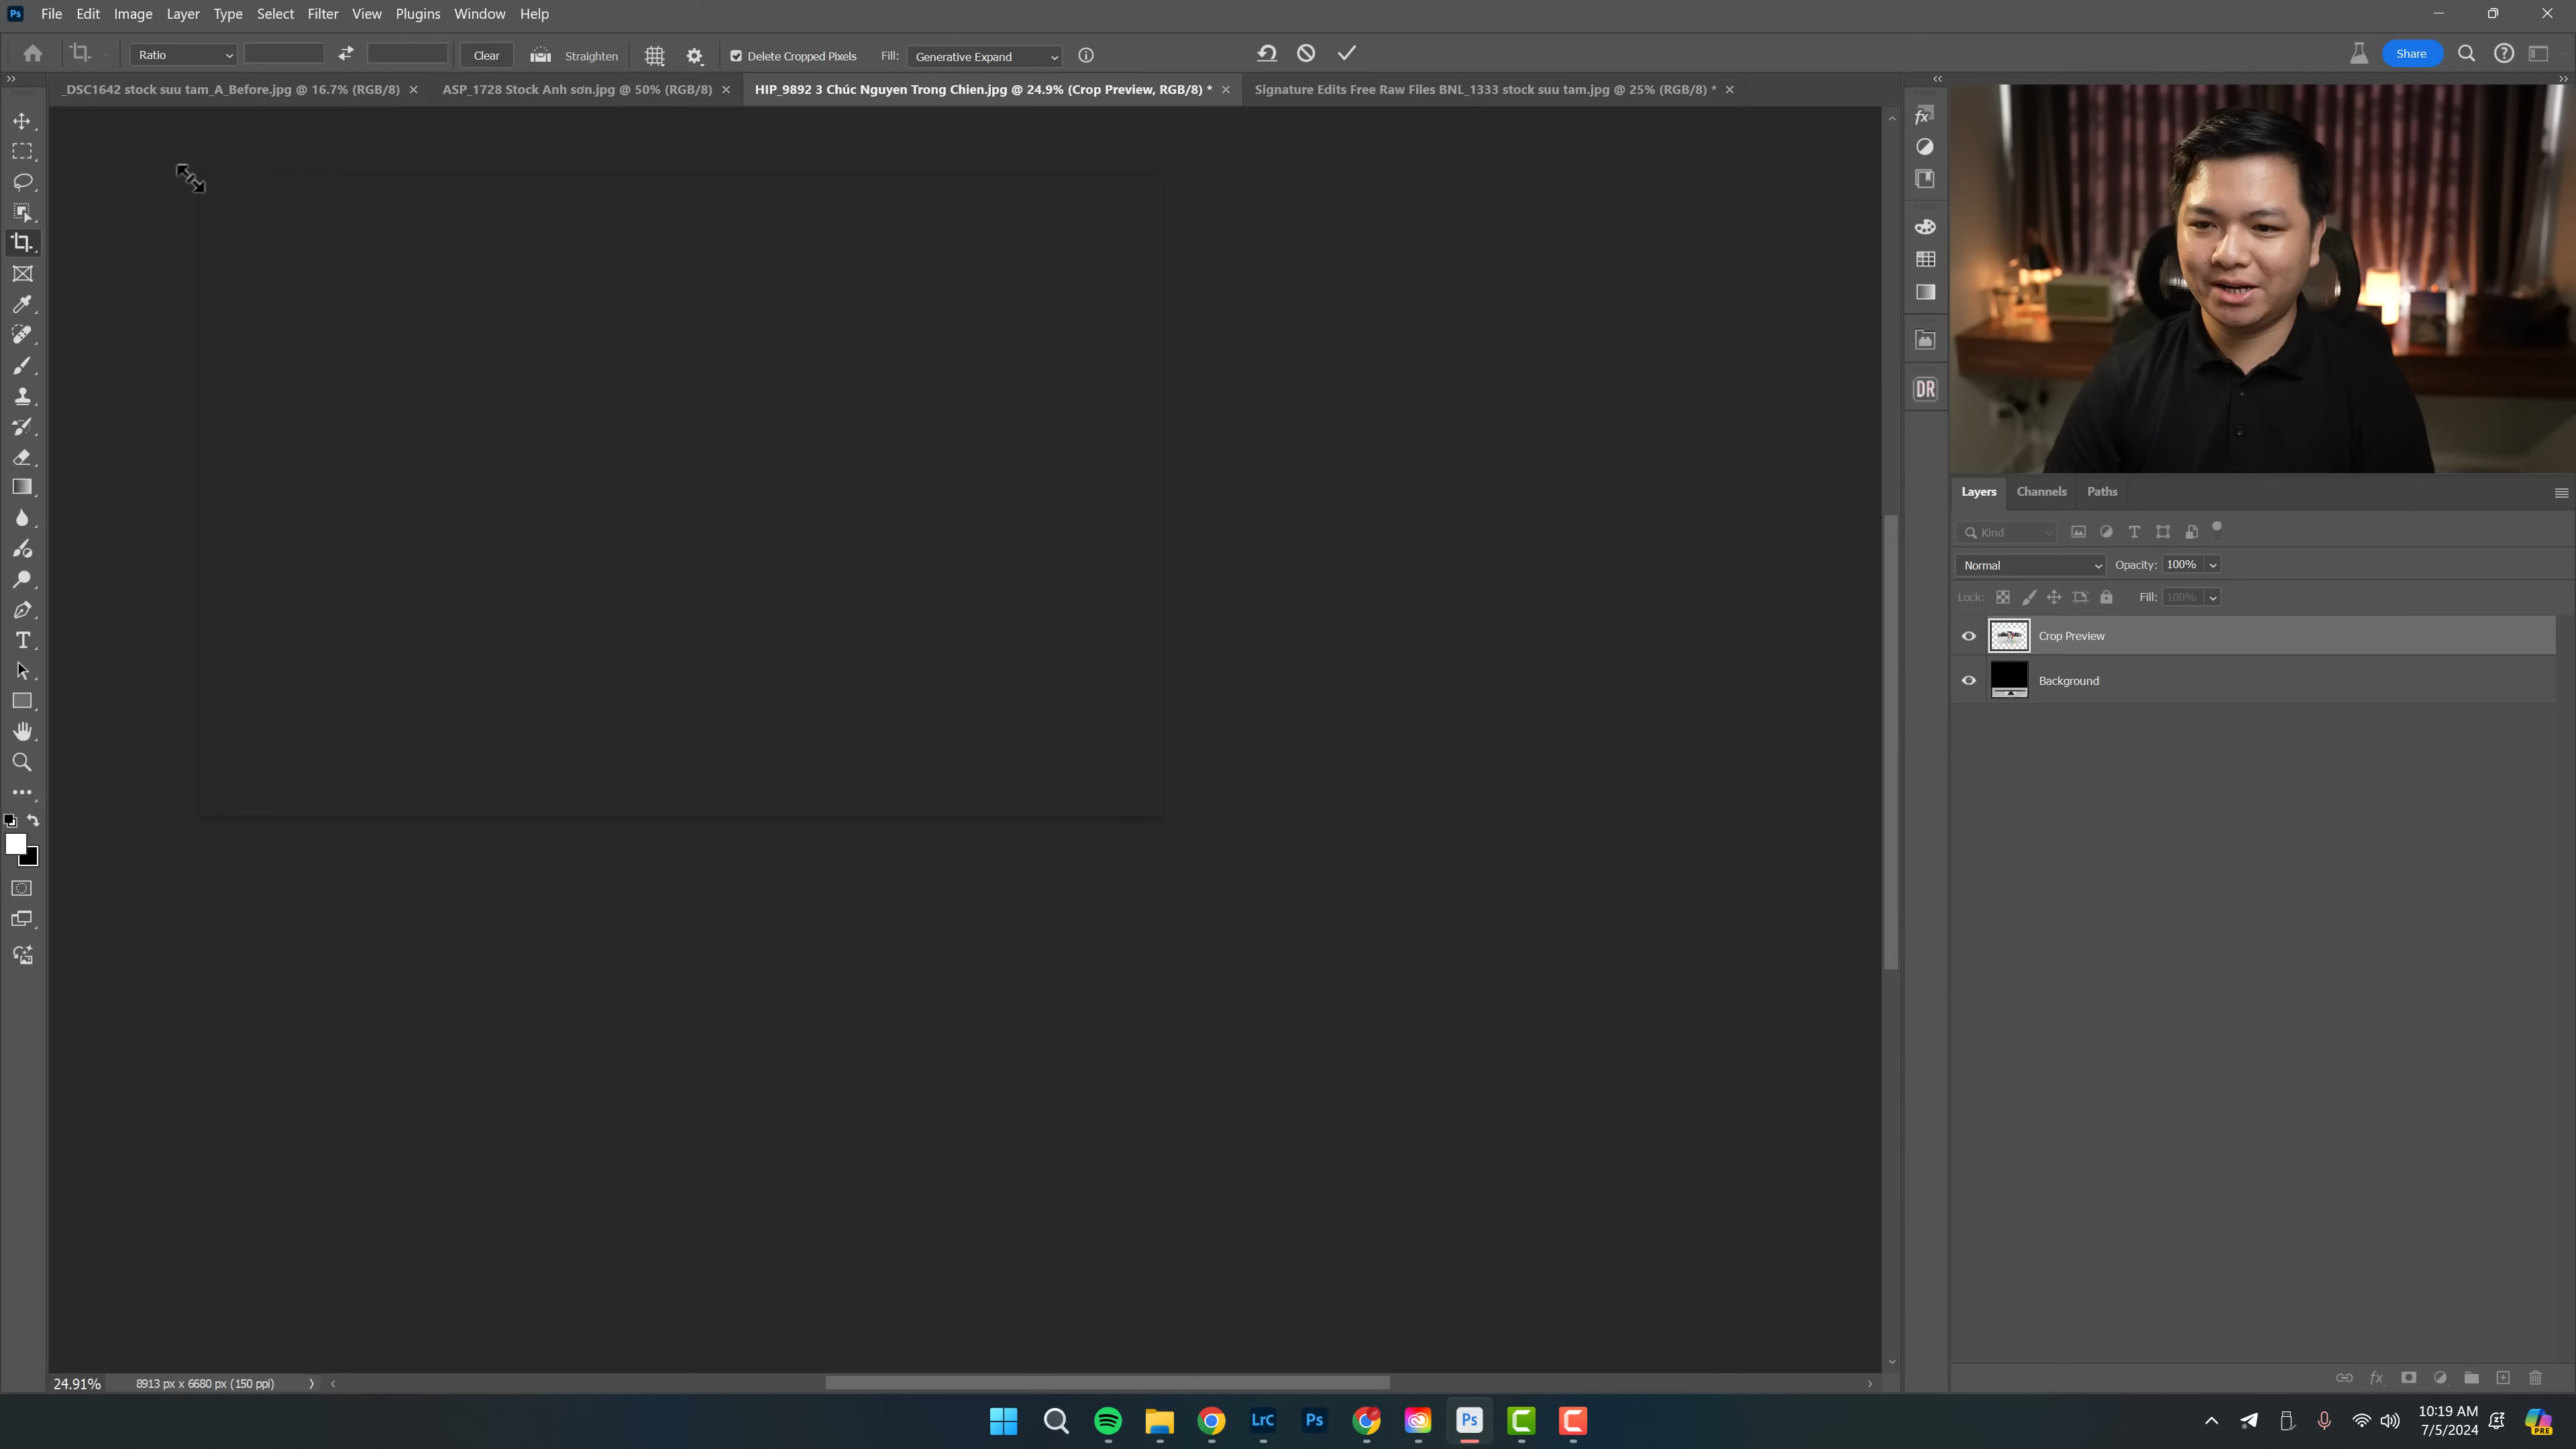 Ps File Edit Image Layer Type Select Filter View Plugins Window Help
Ratio Clear Straighten Delete Cropped Pixels Fill: Generative Expand Share
_DSC1642 stock suu tam_A_Before.jpg @ 16.7% (RGB/8) ASP_1728 Stock Anh sơn.jpg @ 50% (RGB/8) HIP_9892 3 Chúc Nguyen Trong Chien.jpg @ 24.9% (Crop Preview, RGB/8) * Signature Edits Free Raw Files BNL_1333 stock suu tam.jpg @ 25% (RGB/8) *
fx
DR
Layers Channels Paths
Kind
Normal Opacity: 100%
Lock: Fill: 100%
Crop Preview
Background
24.91% 8913 px x 6680 px (150 ppi)
fx
LrC Ps Ps
10:19 AM
7/5/2024
PRE